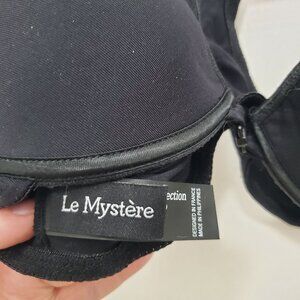 Le Mystère
DESIGNED IN FRANCE
MADE IN PHILIPPINES